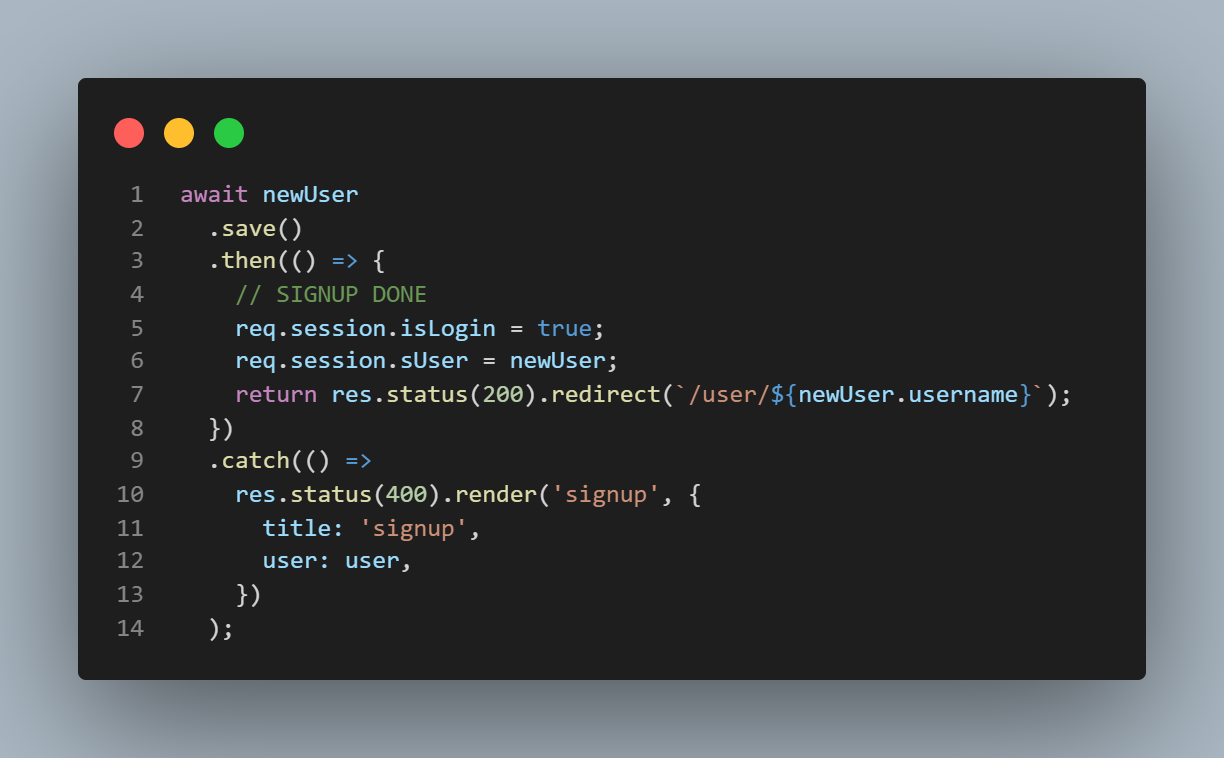 1 await newUser
2   .save()
3   .then(() => {
4     // SIGNUP DONE
5     req.session.isLogin = true;
6     req.session.sUser = newUser;
7     return res.status(200).redirect(`/user/${newUser.username}`);
8   })
9   .catch(() =>
10     res.status(400).render('signup', {
11       title: 'signup',
12       user: user,
13     })
14   );